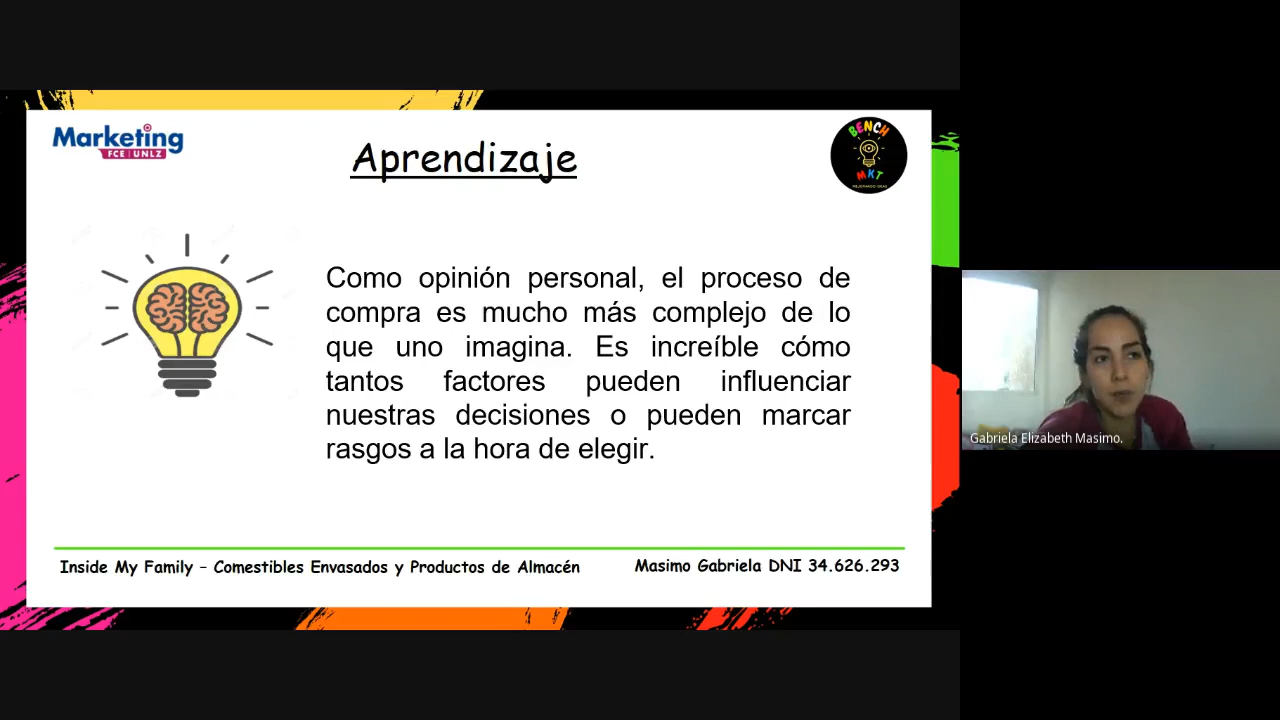 Marketing
FCE | UNLZ
Aprendizaje
BENCH
MKT
MEJORANDO IDEAS
Como opinión personal, el proceso de
compra es mucho más complejo de lo
que uno imagina. Es increíble cómo
tantos factores pueden influenciar
nuestras decisiones o pueden marcar
rasgos a la hora de elegir.
Gabriela Elizabeth Masimo.
Inside My Family - Comestibles Envasados y Productos de Almacén
Masimo Gabriela DNI 34.626.293